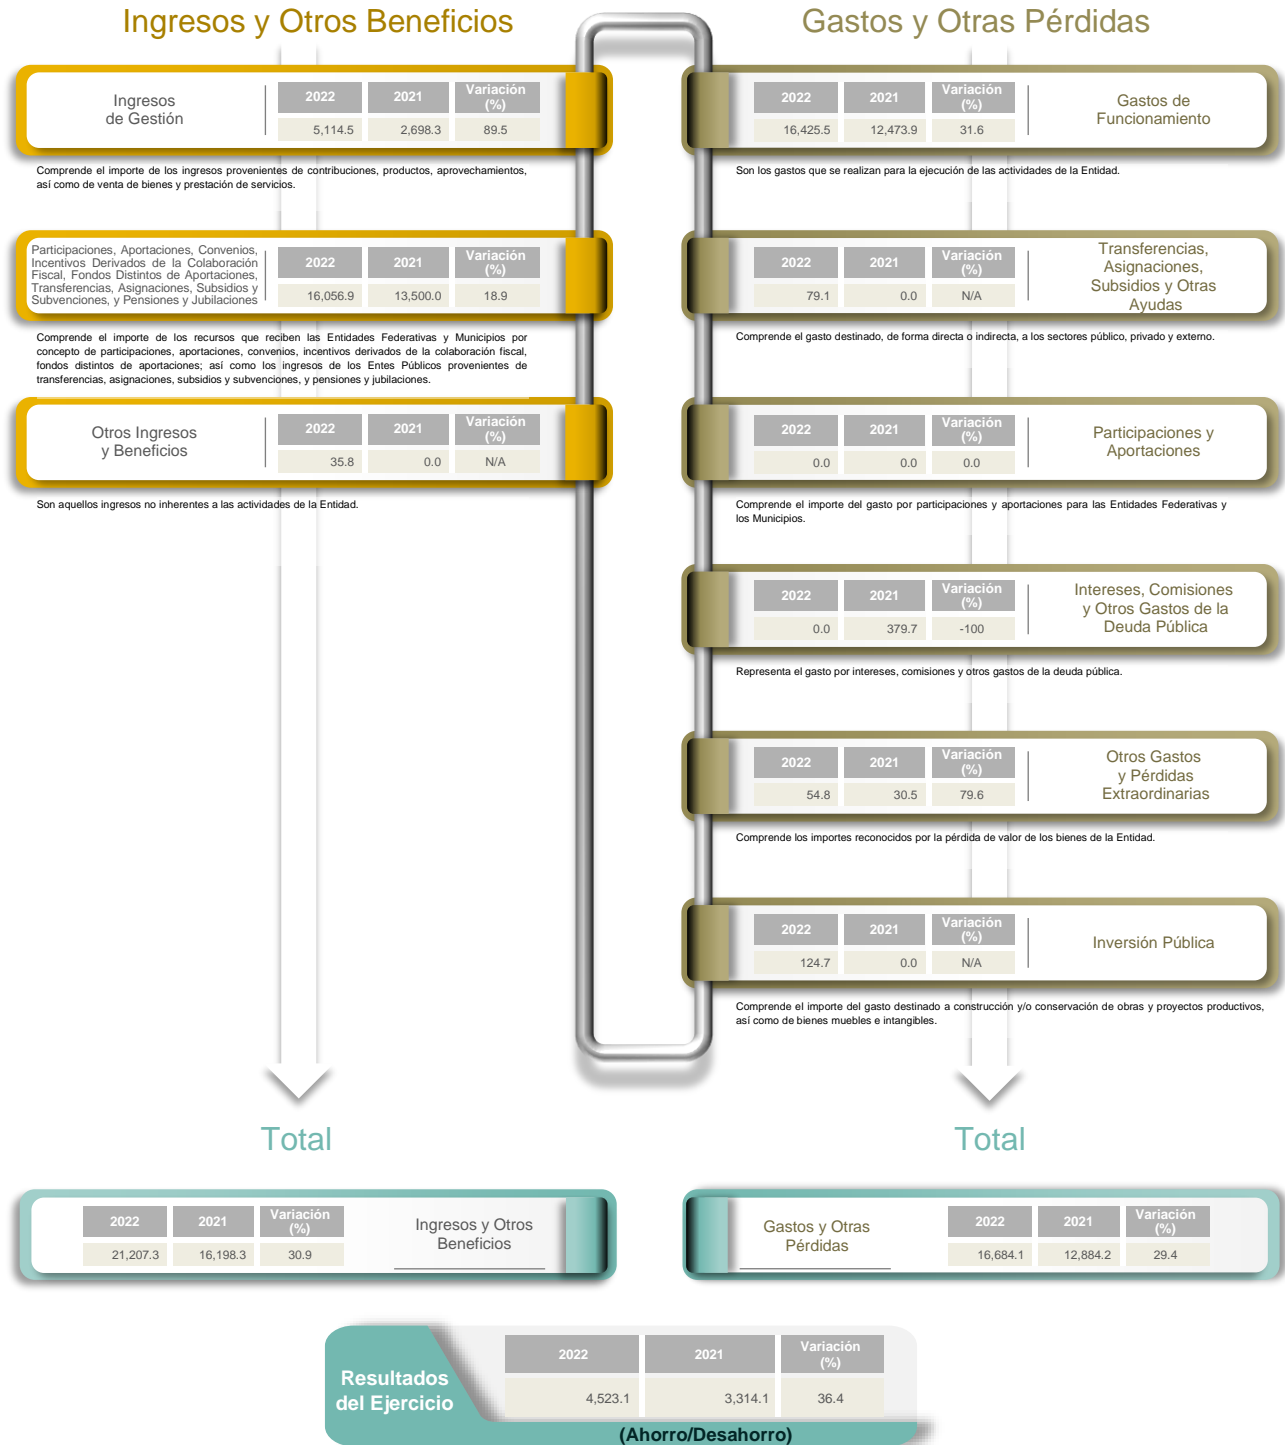 Ingresos y Otros Beneficios
Ingresos
de Gestión
2022 2021 Variación (%)
5,114.5 2,698.3 89.5
Comprende el importe de los ingresos provenientes de contribuciones, productos, aprovechamientos,
así como de venta de bienes y prestación de servicios.
Participaciones, Aportaciones, Convenios,
Incentivos Derivados de la Colaboración
Fiscal, Fondos Distintos de Aportaciones,
Transferencias, Asignaciones, Subsidios y
Subvenciones, y Pensiones y Jubilaciones
2022 2021 Variación (%)
16,056.9 13,500.0 18.9
Comprende el importe de los recursos que reciben las Entidades Federativas y Municipios por
concepto de participaciones, aportaciones, convenios, incentivos derivados de la colaboración fiscal,
fondos distintos de aportaciones; así como los ingresos de los Entes Públicos provenientes de
transferencias, asignaciones, subsidios y subvenciones, y pensiones y jubilaciones.
Otros Ingresos
y Beneficios
2022 2021 Variación (%)
35.8 0.0 N/A
Son aquellos ingresos no inherentes a las actividades de la Entidad.
Gastos y Otras Pérdidas
2022 2021 Variación (%)
16,425.5 12,473.9 31.6
Gastos de
Funcionamiento
Son los gastos que se realizan para la ejecución de las actividades de la Entidad.
2022 2021 Variación (%)
79.1 0.0 N/A
Transferencias,
Asignaciones,
Subsidios y Otras
Ayudas
Comprende el gasto destinado, de forma directa o indirecta, a los sectores público, privado y externo.
2022 2021 Variación (%)
0.0 0.0 0.0
Participaciones y
Aportaciones
Comprende el importe del gasto por participaciones y aportaciones para las Entidades Federativas y
los Municipios.
2022 2021 Variación (%)
0.0 379.7 -100
Intereses, Comisiones
y Otros Gastos de la
Deuda Pública
Representa el gasto por intereses, comisiones y otros gastos de la deuda pública.
2022 2021 Variación (%)
54.8 30.5 79.6
Otros Gastos
y Pérdidas
Extraordinarias
Comprende los importes reconocidos por la pérdida de valor de los bienes de la Entidad.
2022 2021 Variación (%)
124.7 0.0 N/A
Inversión Pública
Comprende el importe del gasto destinado a construcción y/o conservación de obras y proyectos productivos,
así como de bienes muebles e intangibles.
Total
2022 2021 Variación (%)
21,207.3 16,198.3 30.9
Ingresos y Otros
Beneficios
Total
Gastos y Otras
Pérdidas
2022 2021 Variación (%)
16,684.1 12,884.2 29.4
Resultados
del Ejercicio
2022 2021 Variación (%)
4,523.1 3,314.1 36.4
(Ahorro/Desahorro)